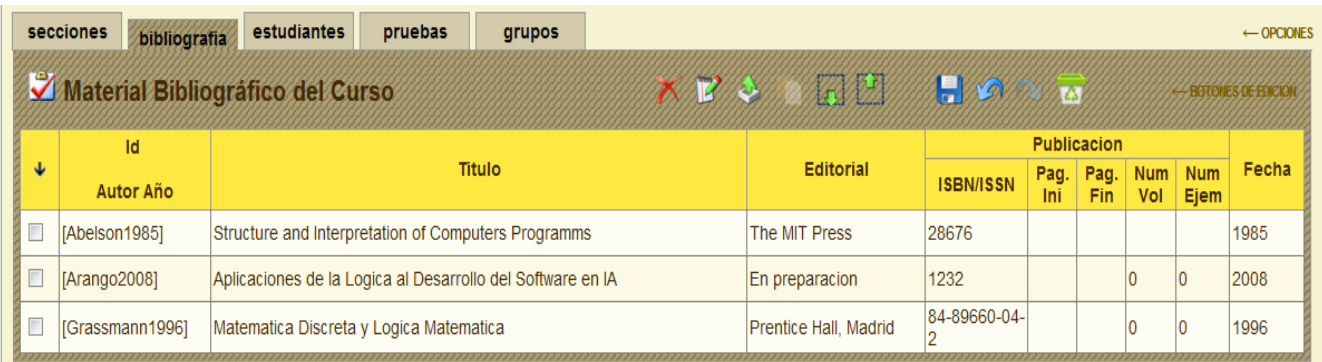 secciones bibliografia estudiantes pruebas grupos ← OPCIONES
Material Bibliográfico del Curso ← BOTONES DE EDICION
Id
Autor Año
Titulo
Editorial
Publicacion
ISBN/ISSN
Pag.
Ini
Pag.
Fin
Num
Vol
Num
Ejem
Fecha
[Abelson1985] Structure and Interpretation of Computers Programms The MIT Press 28676 1985
[Arango2008] Aplicaciones de la Logica al Desarrollo del Software en IA En preparacion 1232 0 0 2008
[Grassmann1996] Matematica Discreta y Logica Matematica Prentice Hall, Madrid 84-89660-04-
2 0 0 1996